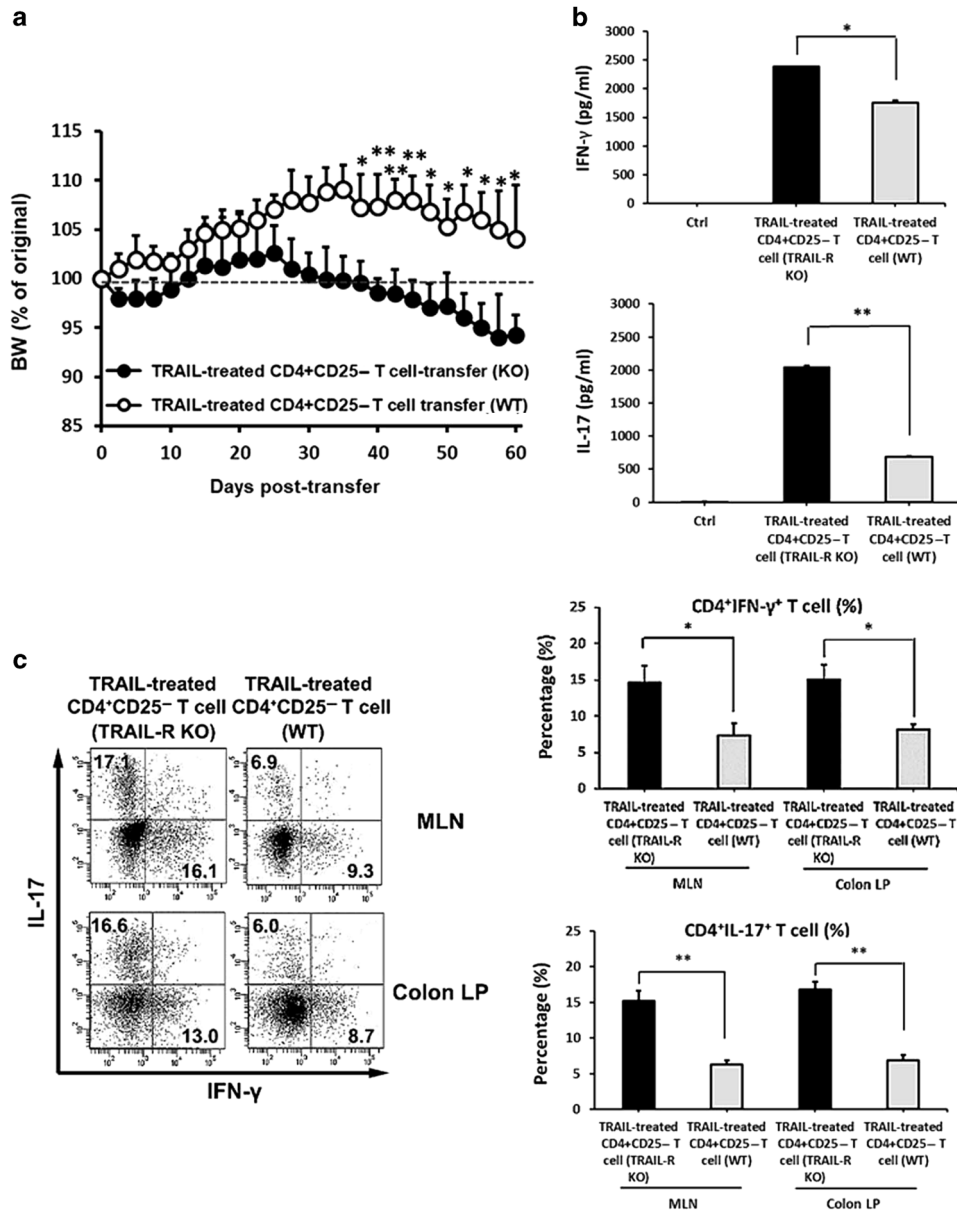 a
115
110
105
100
95
90
85
BW (% of original)
* ** ** ** * * * * * *
TRAIL-treated CD4+CD25– T cell-transfer (KO)
TRAIL-treated CD4+CD25– T cell transfer (WT)
0 10 20 30 40 50 60
Days post-transfer
b
3000
2500
2000
1500
1000
500
0
IFN-γ (pg/ml)
*
Ctrl
TRAIL-treated
CD4+CD25– T
cell (TRAIL-R
KO)
TRAIL-treated
CD4+CD25– T
cell (WT)
3000
2500
2000
1500
1000
500
0
IL-17 (pg/ml)
**
Ctrl
TRAIL-treated
CD4+CD25– T
cell (TRAIL-R KO)
TRAIL-treated
CD4+CD25–T
cell (WT)
c
TRAIL-treated
CD4⁺CD25⁻ T cell
(TRAIL-R KO)
TRAIL-treated
CD4⁺CD25⁻ T cell
(WT)
17.1
16.1
6.9
9.3
MLN
16.6
13.0
6.0
8.7
Colon LP
10² 10³ 10⁴ 10⁵
IL-17
IFN-γ
CD4⁺IFN-γ⁺ T cell (%)
25
20
15
10
5
0
Percentage (%)
* *
TRAIL-treated
CD4+CD25– T
cell (TRAIL-R
KO)
TRAIL-treated
CD4+CD25– T
cell (WT)
TRAIL-treated
CD4+CD25– T
cell (TRAIL-R
KO)
TRAIL-treated
CD4+CD25– T
cell (WT)
MLN
Colon LP
CD4⁺IL-17⁺ T cell (%)
25
20
15
10
5
0
Percentage (%)
** **
TRAIL-treated
CD4+CD25– T
cell (TRAIL-R
KO)
TRAIL-treated
CD4+CD25– T
cell (WT)
TRAIL-treated
CD4+CD25– T
cell (TRAIL-R
KO)
TRAIL-treated
CD4+CD25– T
cell (WT)
MLN
Colon LP